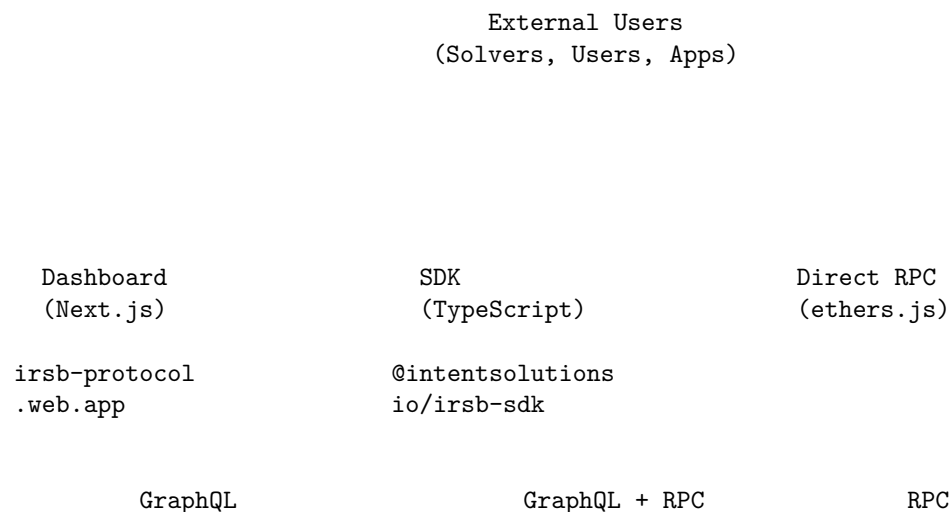 External Users
(Solvers, Users, Apps)
Dashboard SDK Direct RPC
(Next.js) (TypeScript) (ethers.js)
irsb-protocol @intentsolutions
.web.app io/irsb-sdk
GraphQL GraphQL + RPC RPC